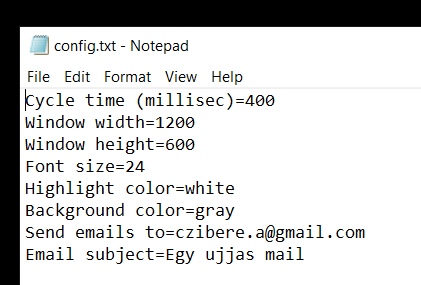 config.txt - Notepad
File Edit Format View Help
Cycle time (millisec)=400
Window width=1200
Window height=600
Font size=24
Highlight color=white
Background color=gray
Send emails to=czibere.a@gmail.com
Email subject=Egy ujjas mail